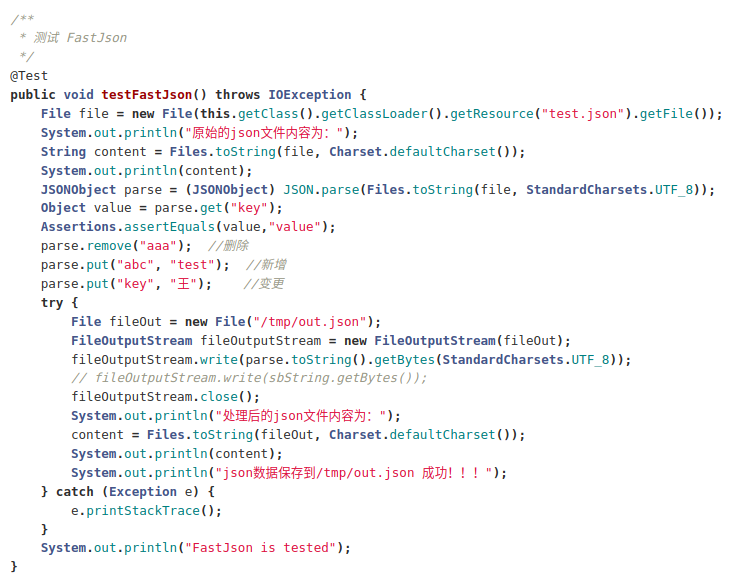 /**
 * 测试 FastJson
 */
@Test
public void testFastJson() throws IOException {
    File file = new File(this.getClass().getClassLoader().getResource("test.json").getFile());
    System.out.println("原始的json文件内容为：");
    String content = Files.toString(file, Charset.defaultCharset());
    System.out.println(content);
    JSONObject parse = (JSONObject) JSON.parse(Files.toString(file, StandardCharsets.UTF_8));
    Object value = parse.get("key");
    Assertions.assertEquals(value,"value");
    parse.remove("aaa");  //删除
    parse.put("abc", "test");  //新增
    parse.put("key", "王");    //变更
    try {
        File fileOut = new File("/tmp/out.json");
        FileOutputStream fileOutputStream = new FileOutputStream(fileOut);
        fileOutputStream.write(parse.toString().getBytes(StandardCharsets.UTF_8));
        // fileOutputStream.write(sbString.getBytes());
        fileOutputStream.close();
        System.out.println("处理后的json文件内容为：");
        content = Files.toString(fileOut, Charset.defaultCharset());
        System.out.println(content);
        System.out.println("json数据保存到/tmp/out.json 成功！！！");
    } catch (Exception e) {
        e.printStackTrace();
    }
    System.out.println("FastJson is tested");
}